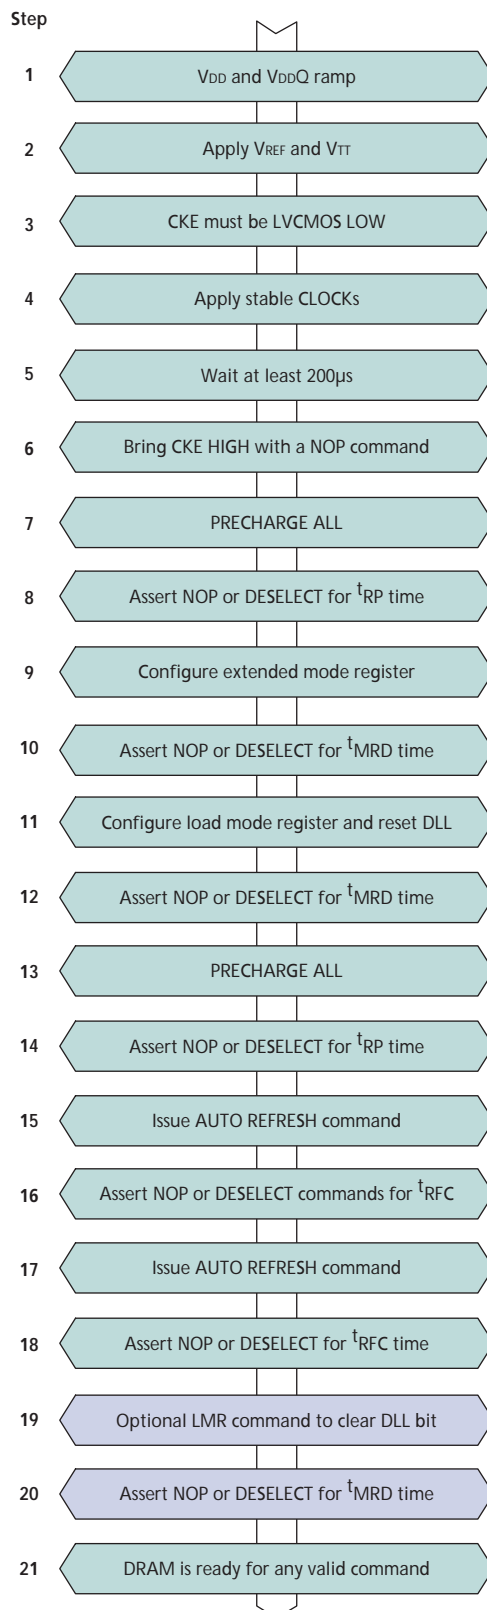 Step
1 VDD and VDDQ ramp
2 Apply VREF and VTT
3 CKE must be LVCMOS LOW
4 Apply stable CLOCKs
5 Wait at least 200µs
6 Bring CKE HIGH with a NOP command
7 PRECHARGE ALL
8 Assert NOP or DESELECT for tRP time
9 Configure extended mode register
10 Assert NOP or DESELECT for tMRD time
11 Configure load mode register and reset DLL
12 Assert NOP or DESELECT for tMRD time
13 PRECHARGE ALL
14 Assert NOP or DESELECT for tRP time
15 Issue AUTO REFRESH command
16 Assert NOP or DESELECT commands for tRFC
17 Issue AUTO REFRESH command
18 Assert NOP or DESELECT for tRFC time
19 Optional LMR command to clear DLL bit
20 Assert NOP or DESELECT for tMRD time
21 DRAM is ready for any valid command